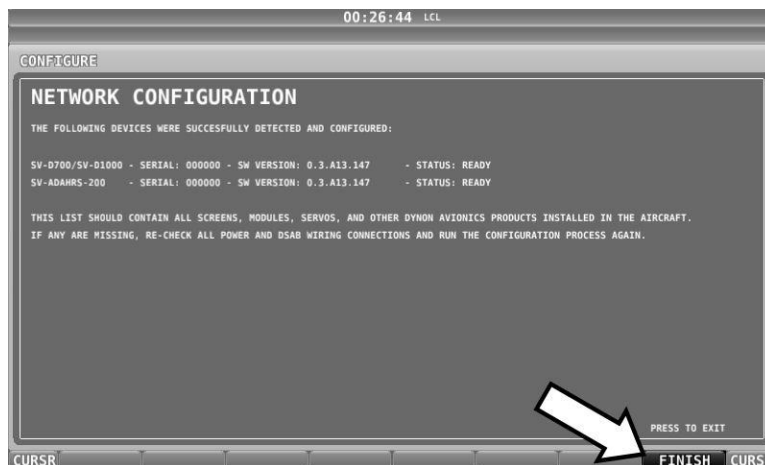 00:26:44 LCL
CONFIGURE
NETWORK CONFIGURATION
THE FOLLOWING DEVICES WERE SUCCESFULLY DETECTED AND CONFIGURED:
SV-D700/SV-D1000 - SERIAL: 000000 - SW VERSION: 0.3.A13.147 - STATUS: READY
SV-ADAHRS-200 - SERIAL: 000000 - SW VERSION: 0.3.A13.147 - STATUS: READY
THIS LIST SHOULD CONTAIN ALL SCREENS, MODULES, SERVOS, AND OTHER DYNON AVIONICS PRODUCTS INSTALLED IN THE AIRCRAFT.
IF ANY ARE MISSING, RE-CHECK ALL POWER AND DSAB WIRING CONNECTIONS AND RUN THE CONFIGURATION PROCESS AGAIN.
PRESS TO EXIT
CURSR FINISH CURS